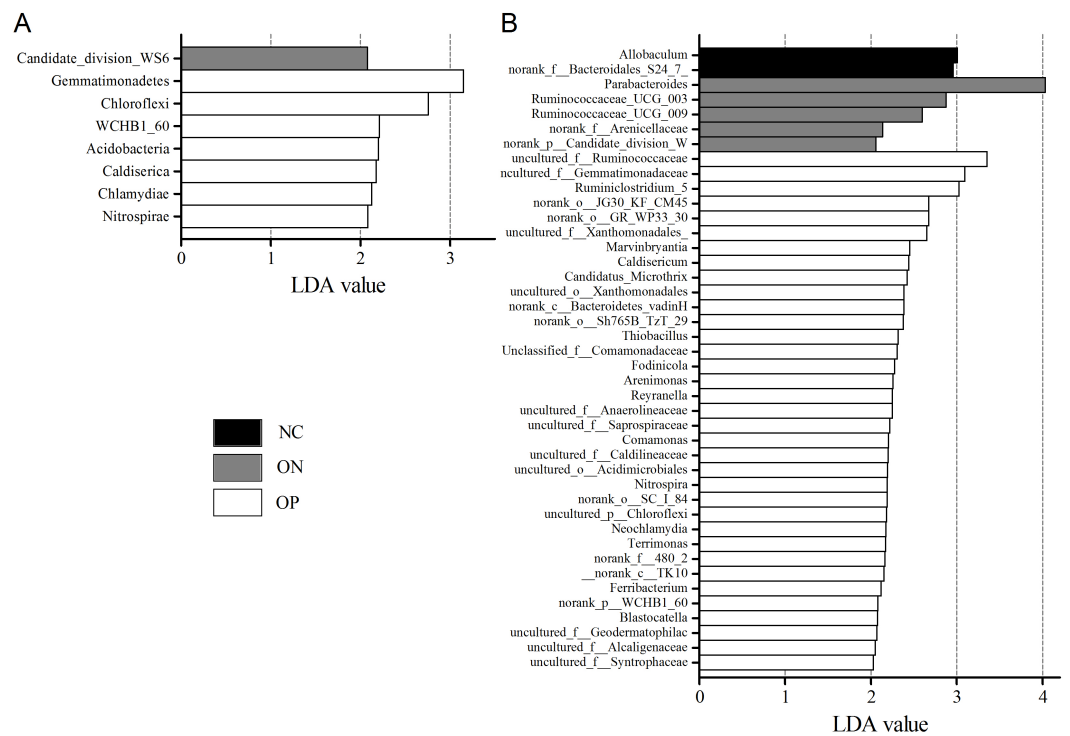 A
Candidate_division_WS6
Gemmatimonadetes
Chloroflexi
WCHB1_60
Acidobacteria
Caldiserica
Chlamydiae
Nitrospirae
0 1 2 3
LDA value
NC
ON
OP
B
Allobaculum
norank_f__Bacteroidales_S24_7_
Parabacteroides
Ruminococcaceae_UCG_003
Ruminococcaceae_UCG_009
norank_f__Arenicellaceae
norank_p__Candidate_division_W
uncultured_f__Ruminococcaceae
ncultured_f__Gemmatimonadaceae
Ruminiclostridium_5
norank_o__JG30_KF_CM45
norank_o__GR_WP33_30
uncultured_f__Xanthomonadales_
Marvinbryantia
Caldisericum
Candidatus_Microthrix
uncultured_o__Xanthomonadales
norank_c__Bacteroidetes_vadinH
norank_o__Sh765B_TzT_29
Thiobacillus
Unclassified_f__Comamonadaceae
Fodinicola
Arenimonas
Reyranella
uncultured_f__Anaerolineaceae
uncultured_f__Saprospiraceae
Comamonas
uncultured_f__Caldilineaceae
uncultured_o__Acidimicrobiales
Nitrospira
norank_o__SC_I_84
uncultured_p__Chloroflexi
Neochlamydia
Terrimonas
norank_f__480_2
__norank_c__TK10
Ferribacterium
norank_p__WCHB1_60
Blastocatella
uncultured_f__Geodermatophilac
uncultured_f__Alcaligenaceae
uncultured_f__Syntrophaceae
0 1 2 3 4
LDA value